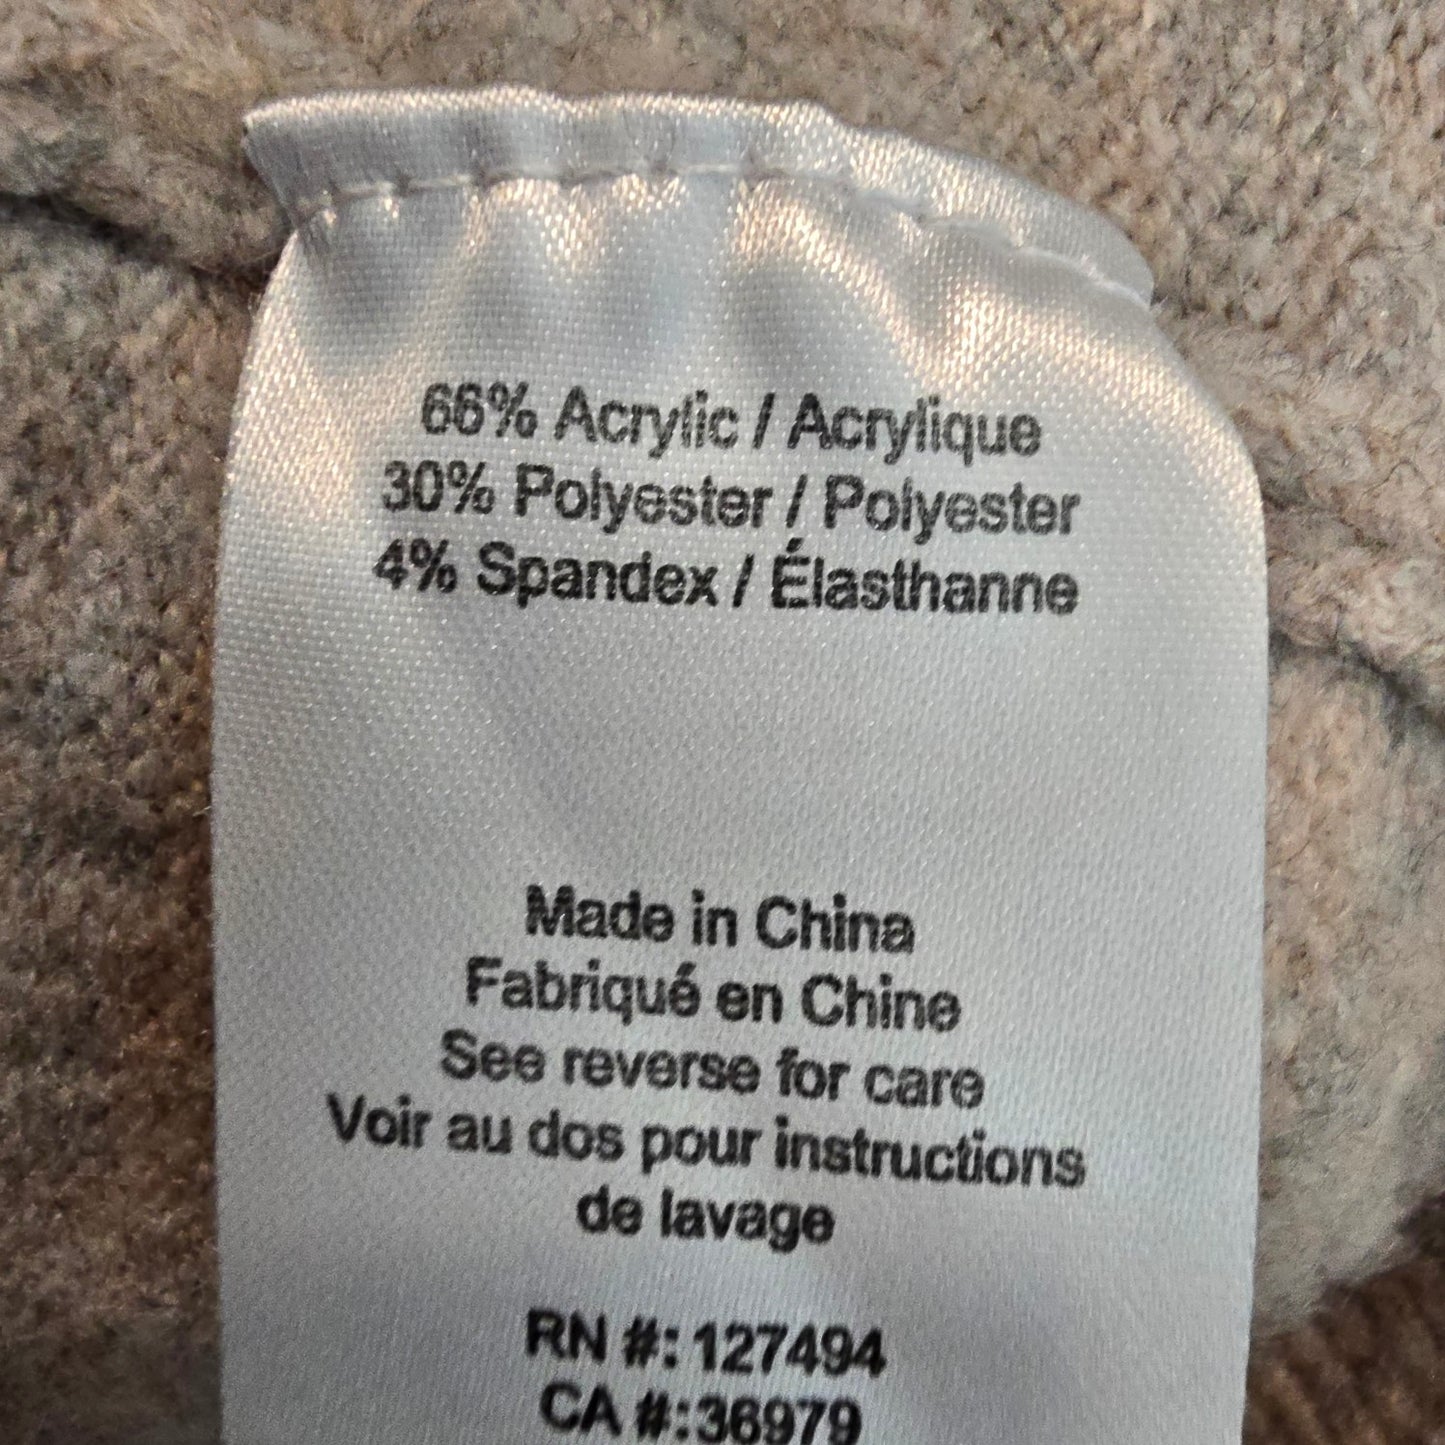 66% Acrylic / Acrylique
30% Polyester / Polyester
4% Spandex / Élasthanne
Made in China
Fabriqué en Chine
See reverse for care
Voir au dos pour instructions
de lavage
RN #: 127494
CA #:36979